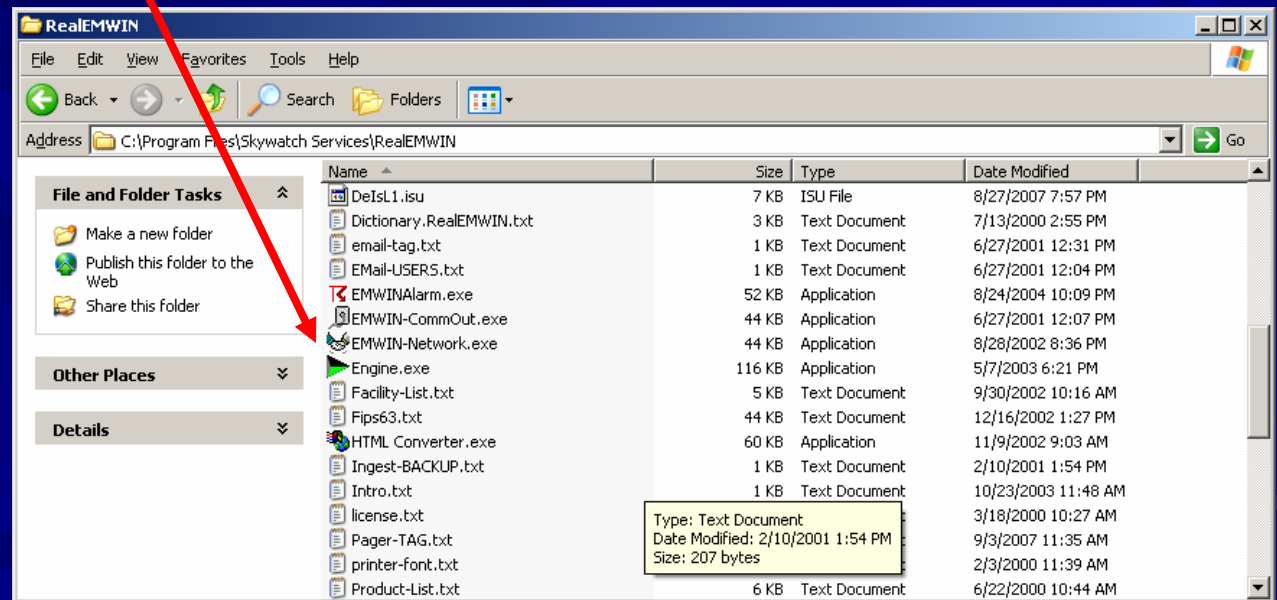 RealEMWIN
File Edit View Favorites Tools Help
Back Search Folders
Address C:\Program Files\Skywatch Services\RealEMWIN Go
File and Folder Tasks
Make a new folder
Publish this folder to the
Web
Share this folder
Other Places
Details
Name Size Type Date Modified
DeIsL1.isu 7 KB ISU File 8/27/2007 7:57 PM
Dictionary.RealEMWIN.txt 3 KB Text Document 7/13/2000 2:55 PM
email-tag.txt 1 KB Text Document 6/27/2001 12:31 PM
EMail-USERS.txt 1 KB Text Document 6/27/2001 12:04 PM
EMWINAlarm.exe 52 KB Application 8/24/2004 10:09 PM
EMWIN-CommOut.exe 44 KB Application 6/27/2001 12:07 PM
EMWIN-Network.exe 44 KB Application 8/28/2002 8:36 PM
Engine.exe 116 KB Application 5/7/2003 6:21 PM
Facility-List.txt 5 KB Text Document 9/30/2002 10:16 AM
Fips63.txt 44 KB Text Document 12/16/2002 1:27 PM
HTML Converter.exe 60 KB Application 11/9/2002 9:03 AM
Ingest-BACKUP.txt 1 KB Text Document 2/10/2001 1:54 PM
Intro.txt 1 KB Text Document 10/23/2003 11:48 AM
license.txt 3/18/2000 10:27 AM
Pager-TAG.txt 9/3/2007 11:35 AM
printer-font.txt 2/3/2000 11:39 AM
Product-List.txt 6 KB Text Document 6/22/2000 10:44 AM
Type: Text Document
Date Modified: 2/10/2001 1:54 PM
Size: 207 bytes